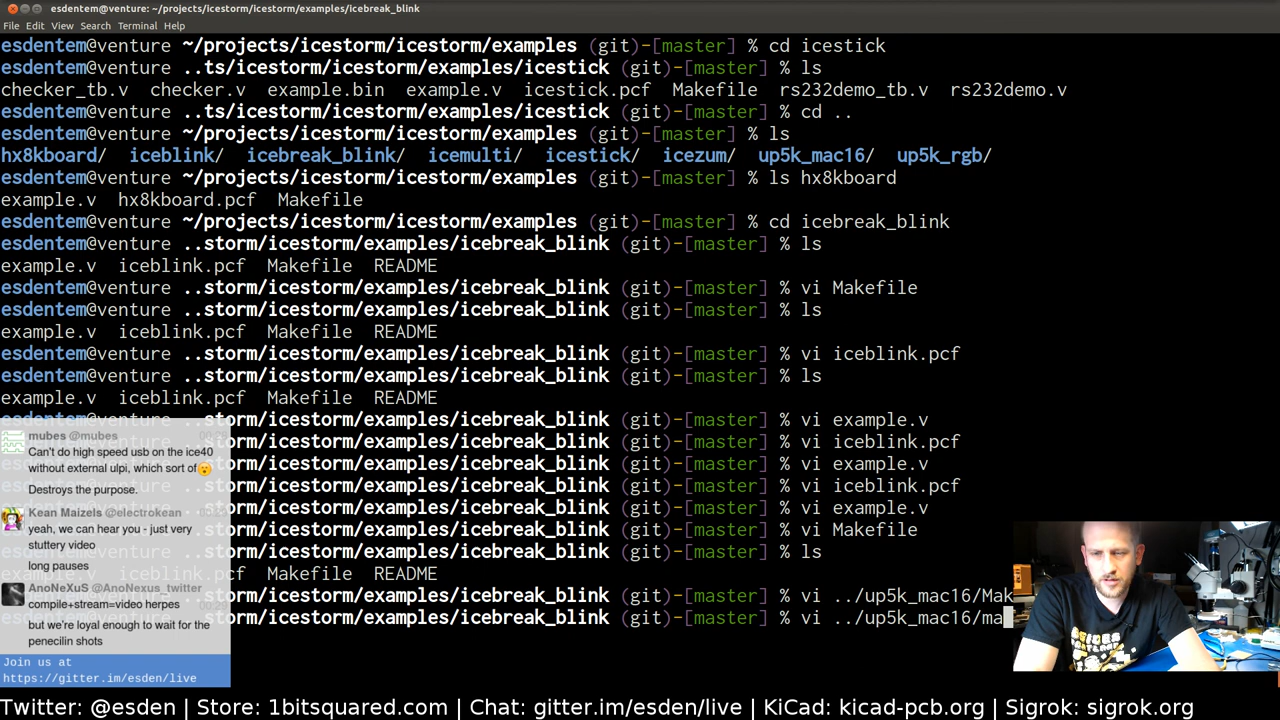 esdentem@venture: ~/projects/icestorm/icestorm/examples/icebreak_blink
File Edit View Search Terminal Help
esdentem@venture ~/projects/icestorm/icestorm/examples (git)-[master] % cd icestick
esdentem@venture ..ts/icestorm/icestorm/examples/icestick (git)-[master] % ls
checker_tb.v checker.v example.bin example.v icestick.pcf Makefile rs232demo_tb.v rs232demo.v
esdentem@venture ..ts/icestorm/icestorm/examples/icestick (git)-[master] % cd ..
esdentem@venture ~/projects/icestorm/icestorm/examples (git)-[master] % ls
hx8kboard/ iceblink/ icebreak_blink/ icemulti/ icestick/ icezum/ up5k_mac16/ up5k_rgb/
esdentem@venture ~/projects/icestorm/icestorm/examples (git)-[master] % ls hx8kboard
example.v hx8kboard.pcf Makefile
esdentem@venture ~/projects/icestorm/icestorm/examples (git)-[master] % cd icebreak_blink
esdentem@venture ..storm/icestorm/examples/icebreak_blink (git)-[master] % ls
example.v iceblink.pcf Makefile README
esdentem@venture ..storm/icestorm/examples/icebreak_blink (git)-[master] % vi Makefile
esdentem@venture ..storm/icestorm/examples/icebreak_blink (git)-[master] % ls
example.v iceblink.pcf Makefile README
esdentem@venture ..storm/icestorm/examples/icebreak_blink (git)-[master] % vi iceblink.pcf
esdentem@venture ..storm/icestorm/examples/icebreak_blink (git)-[master] % ls
example.v iceblink.pcf Makefile README
esdentem@venture ..storm/icestorm/examples/icebreak_blink (git)-[master] % vi example.v
storm/icestorm/examples/icebreak_blink (git)-[master] % vi iceblink.pcf
storm/icestorm/examples/icebreak_blink (git)-[master] % vi example.v
storm/icestorm/examples/icebreak_blink (git)-[master] % vi iceblink.pcf
storm/icestorm/examples/icebreak_blink (git)-[master] % vi example.v
storm/icestorm/examples/icebreak_blink (git)-[master] % vi Makefile
storm/icestorm/examples/icebreak_blink (git)-[master] % ls
example.v iceblink.pcf Makefile README
storm/icestorm/examples/icebreak_blink (git)-[master] % vi ../up5k_mac16/Mak
storm/icestorm/examples/icebreak_blink (git)-[master] % vi ../up5k_mac16/ma
mubes @mubes
Can't do high speed usb on the ice40
without external ulpi, which sort of
Destroys the purpose.
Kean Maizels @electrokean
yeah, we can hear you - just very
stuttery video
long pauses
AnoNeXuS @AnoNexus_twitter
compile+stream=video herpes
but we're loyal enough to wait for the
penecilin shots
Join us at
https://gitter.im/esden/live
Twitter: @esden | Store: 1bitsquared.com | Chat: gitter.im/esden/live | KiCad: kicad-pcb.org | Sigrok: sigrok.org